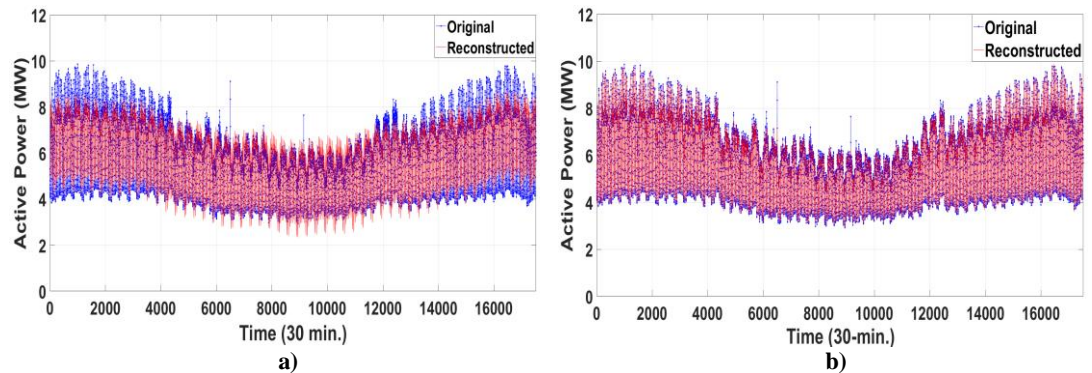 12
10
8
6
4
2
0
Active Power (MW)
Original
Reconstructed
0 2000 4000 6000 8000 10000 12000 14000 16000
Time (30 min.)
a)
12
10
8
6
4
2
0
Active Power (MW)
Original
Reconstructed
0 2000 4000 6000 8000 10000 12000 14000 16000
Time (30-min.)
b)